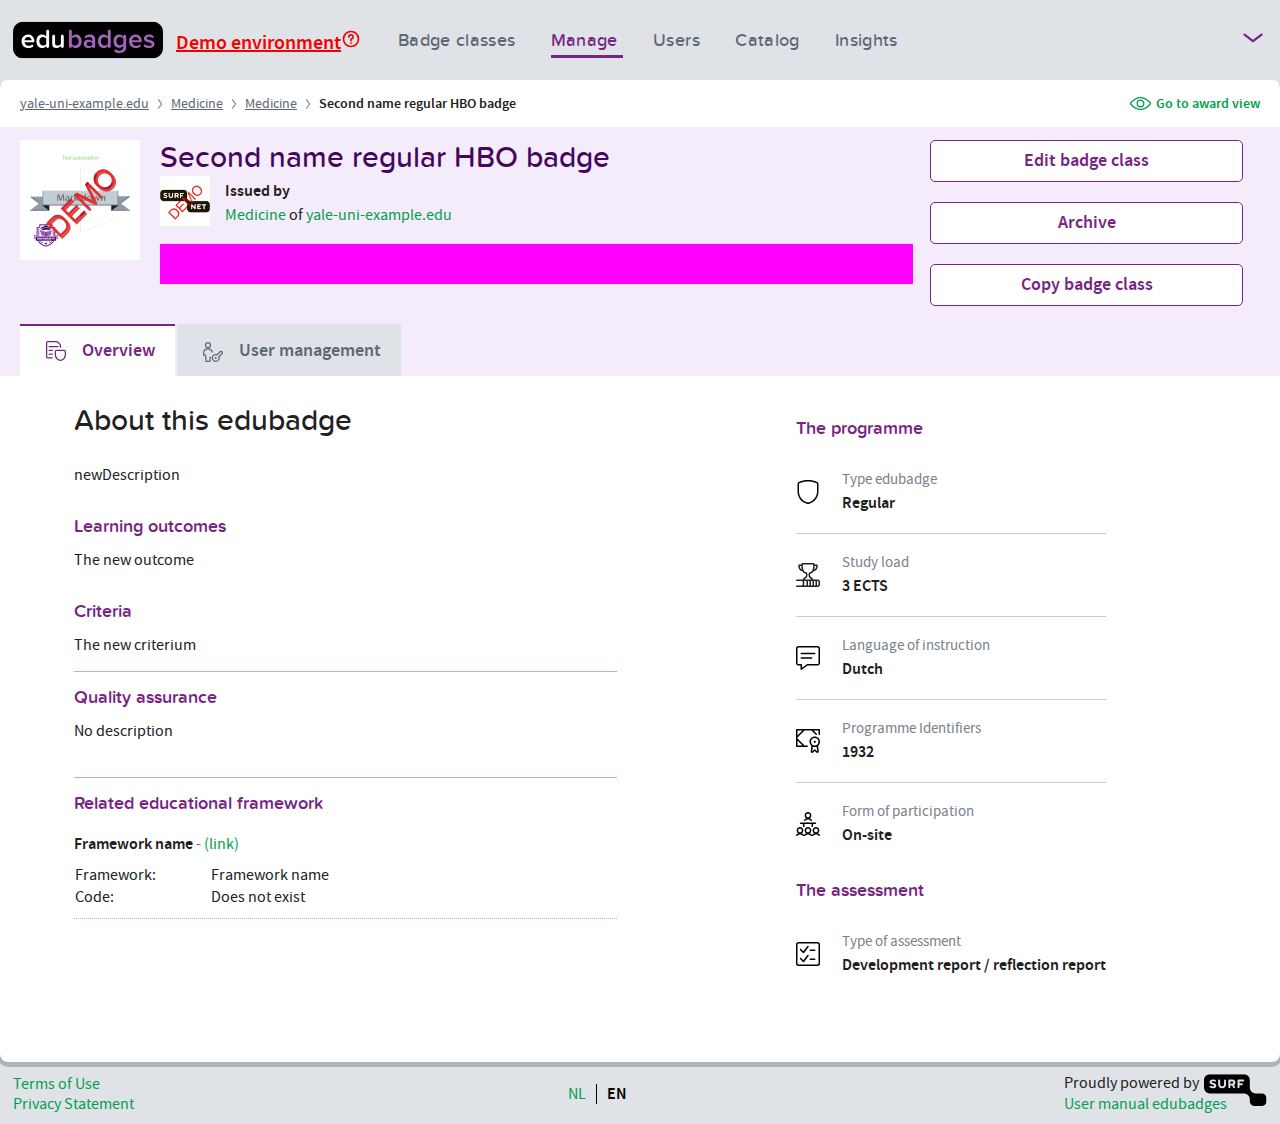 edubadges
Demo environment
Badge classes
Manage
Users
Catalog
Insights
yale-uni-example.edu > Medicine > Medicine > Second name regular HBO badge
Go to award view
Test automation
DEMO
Second name regular HBO badge
SURF NET
DEMO
Issued by
Medicine of yale-uni-example.edu
Edit badge class
Archive
Copy badge class
Overview
User management
About this edubadge
newDescription
Learning outcomes
The new outcome
Criteria
The new criterium
Quality assurance
No description
Related educational framework
Framework name - (link)
Framework: Framework name
Code: Does not exist
The programme
Type edubadge
Regular
Study load
3 ECTS
Language of instruction
Dutch
Programme Identifiers
1932
Form of participation
On-site
The assessment
Type of assessment
Development report / reflection report
Terms of Use
Privacy Statement
NL
EN
Proudly powered by SURF
User manual edubadges